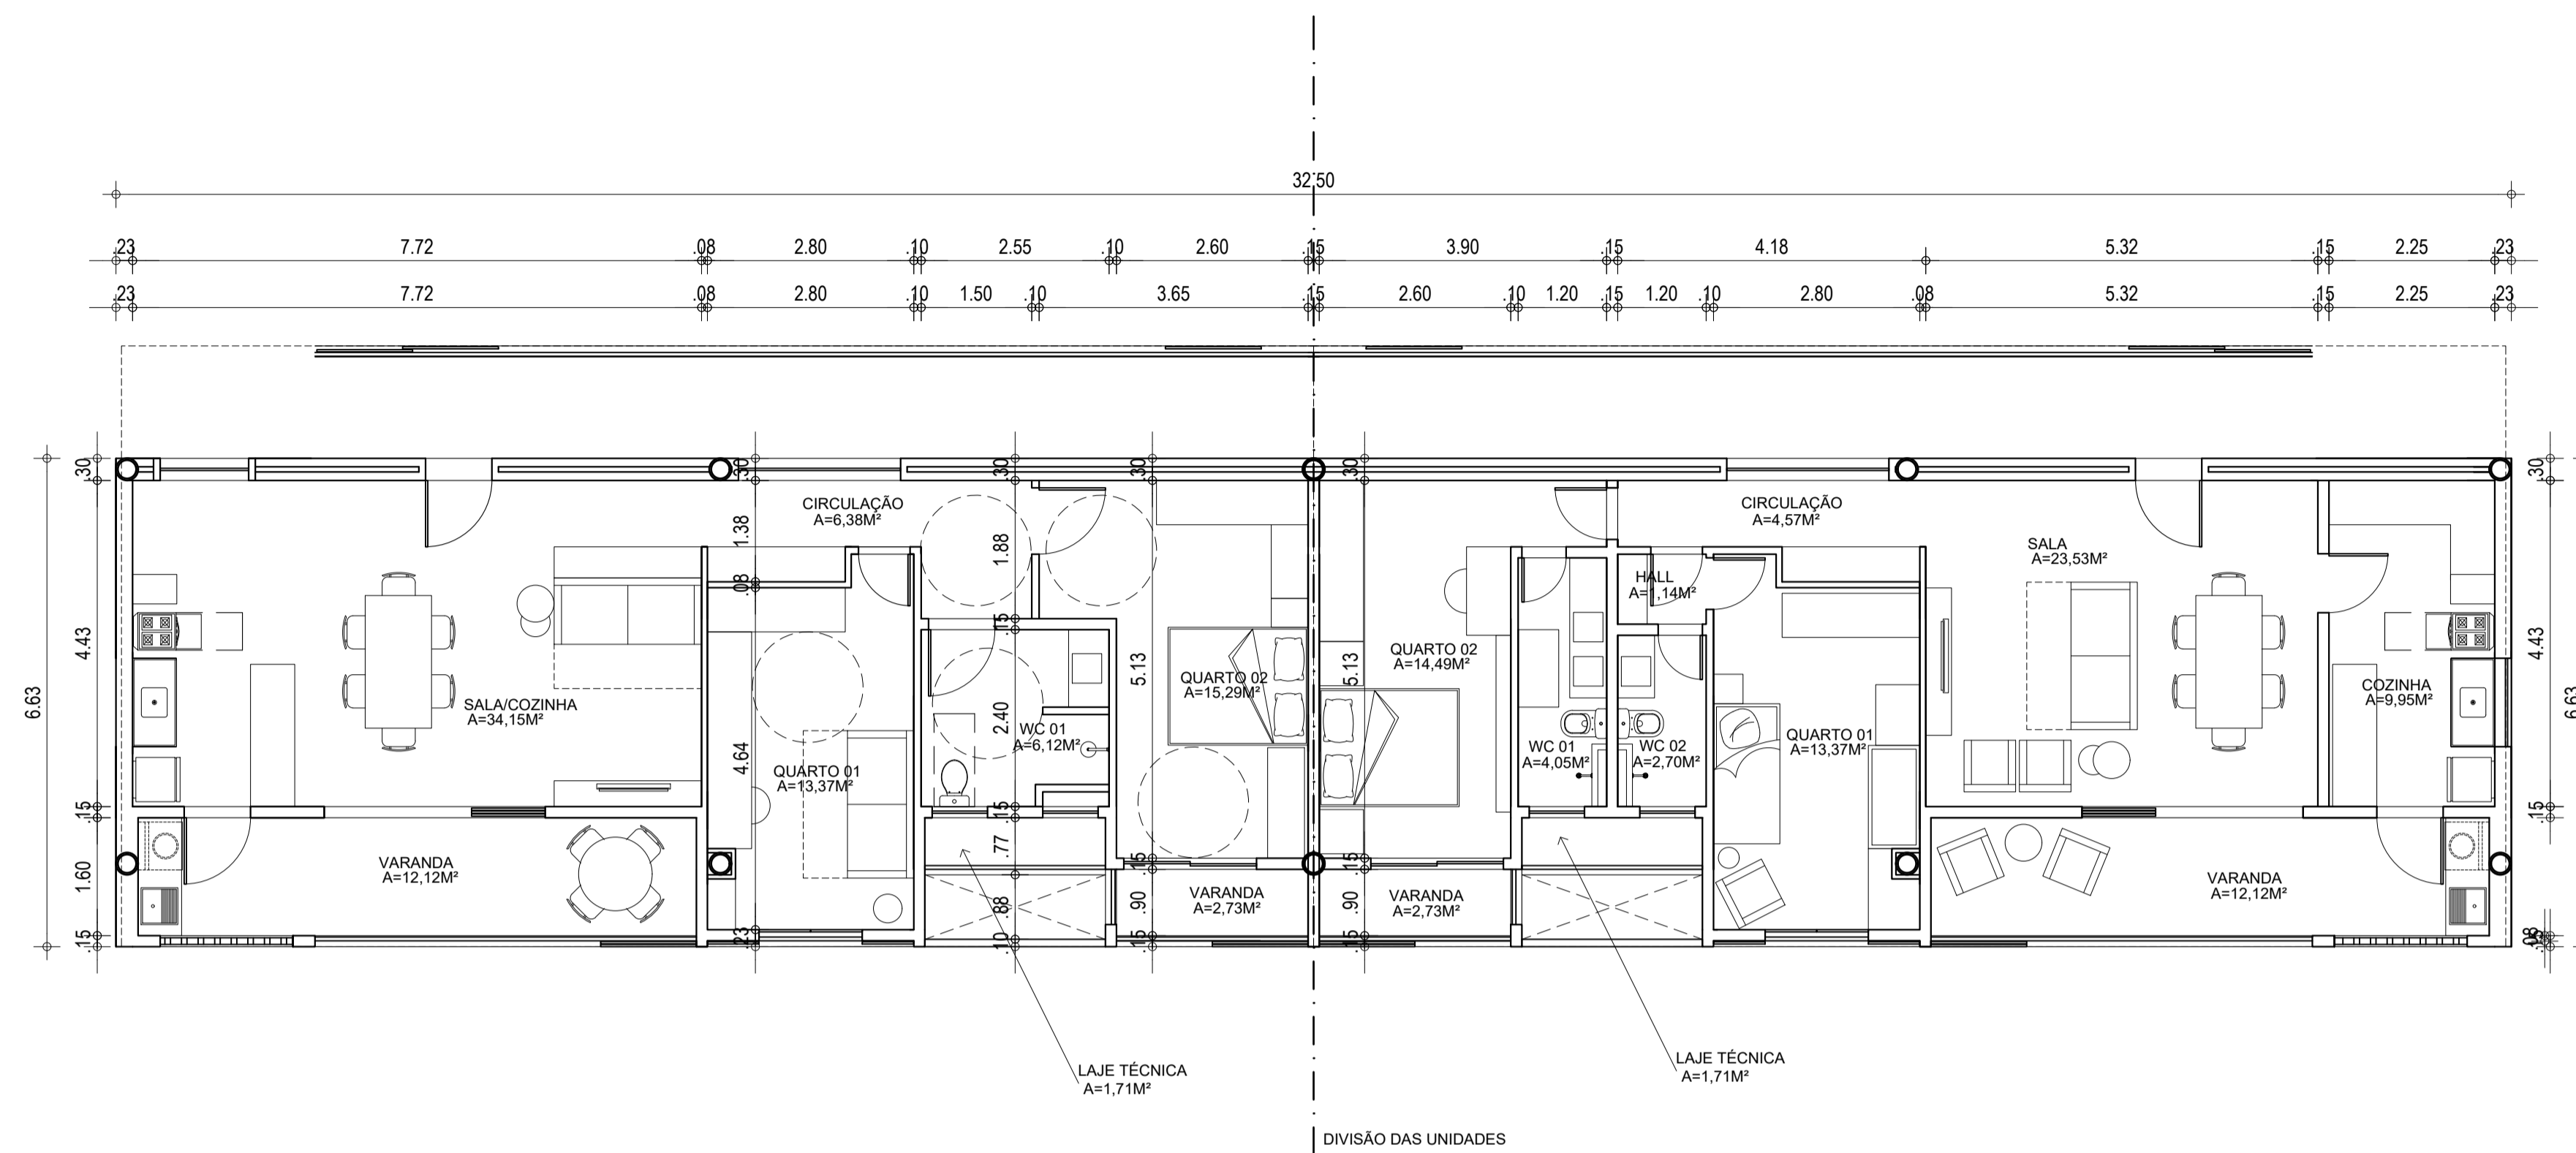 32.50
.23 7.72 .08 2.80 .10 2.55 .10 2.60 .15 3.90 .15 4.18 5.32 .15 2.25 .23
.23 7.72 .08 2.80 .10 1.50 .10 3.65 .15 2.60 .10 1.20 .15 1.20 .10 2.80 .08 5.32 .15 2.25 .23
6.63
.30
4.43
.15
1.60
.15
SALA/COZINHA
A=34,15M²
VARANDA
A=12,12M²
.30
1.38
.08
4.64
.23
CIRCULAÇÃO
A=6,38M²
QUARTO 01
A=13,37M²
.30
1.88
.15
2.40
.15
.77
.88
.10
WC 01
A=6,12M²
.30
5.13
.15
.90
.15
QUARTO 02
A=15,29M²
VARANDA
A=2,73M²
LAJE TÉCNICA
A=1,71M²
.30
5.13
.15
.90
.15
QUARTO 02
A=14,49M²
VARANDA
A=2,73M²
WC 01
A=4,05M²
HALL
A=1,14M²
WC 02
A=2,70M²
CIRCULAÇÃO
A=4,57M²
QUARTO 01
A=13,37M²
LAJE TÉCNICA
A=1,71M²
SALA
A=23,53M²
COZINHA
A=9,95M²
VARANDA
A=12,12M²
.30
4.43
.15
.08
6.63
DIVISÃO DAS UNIDADES